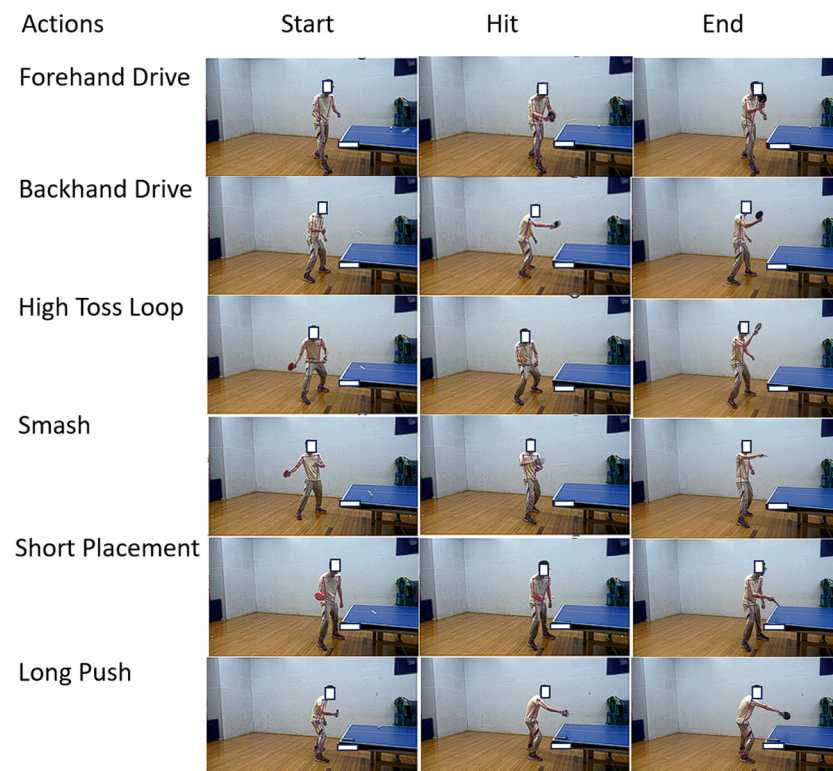 Actions Start Hit End
Forehand Drive
Backhand Drive
High Toss Loop
Smash
Short Placement
Long Push